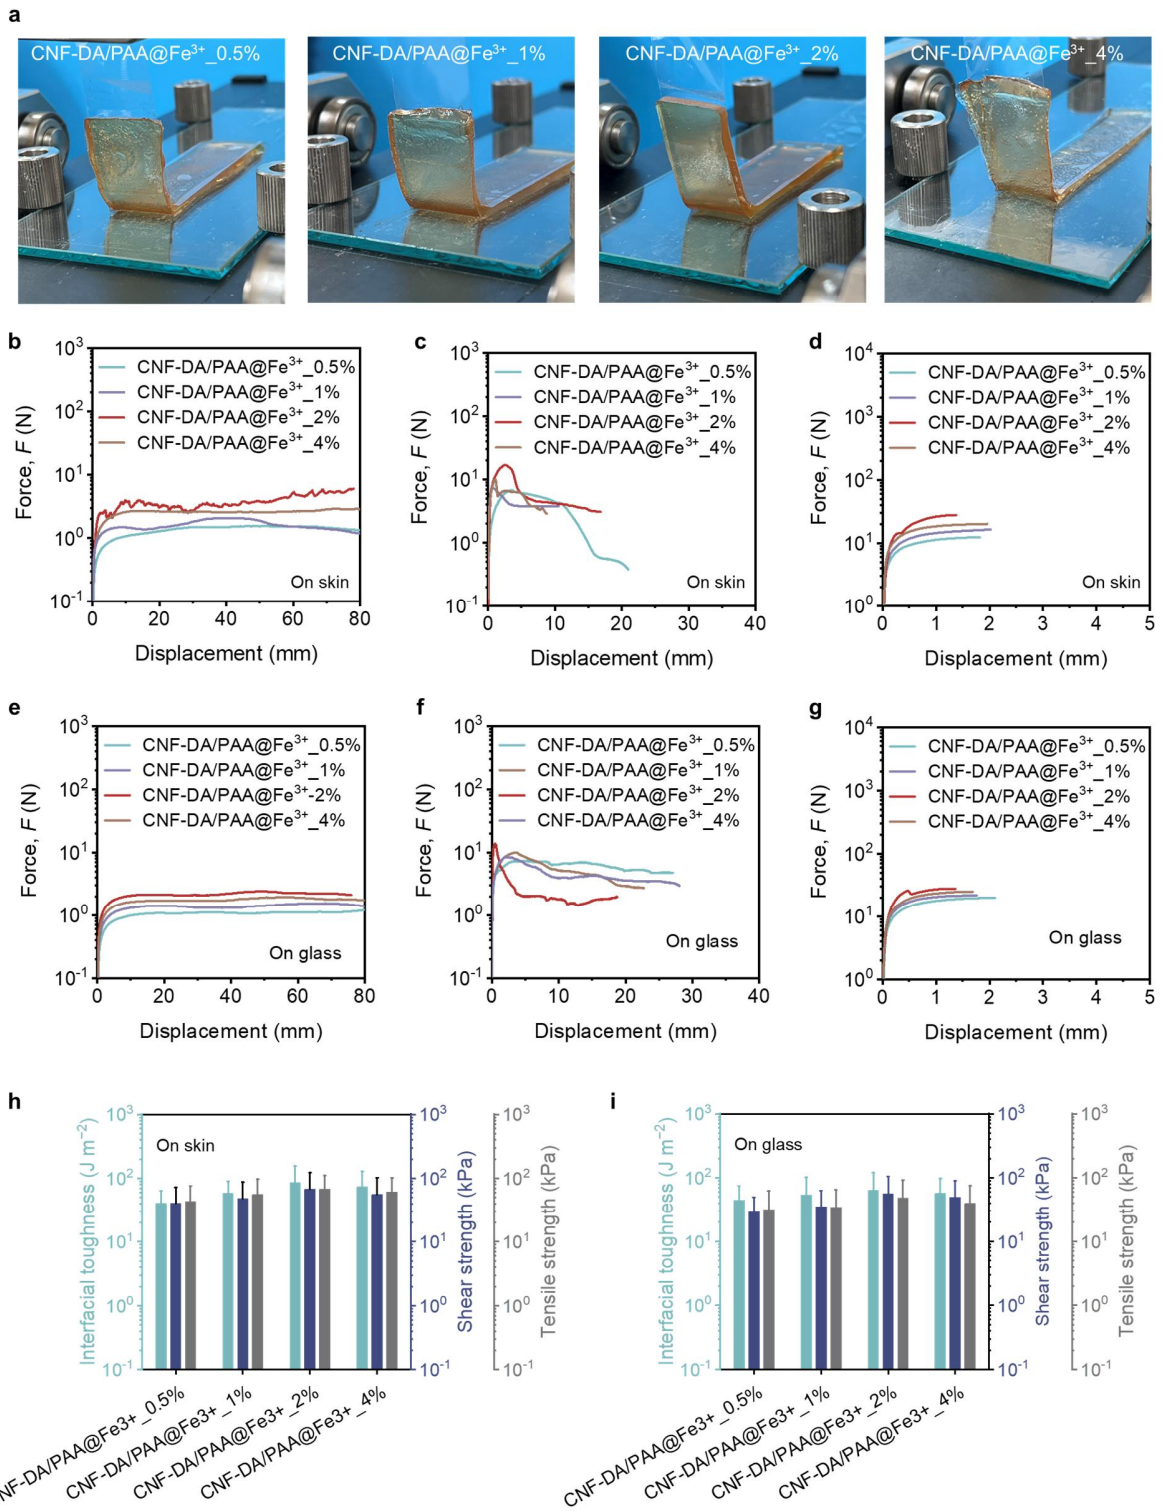 a
CNF-DA/PAA@Fe³⁺_0.5%
CNF-DA/PAA@Fe³⁺_1%
CNF-DA/PAA@Fe³⁺_2%
CNF-DA/PAA@Fe³⁺_4%
b
10³
10²
10¹
10⁰
10⁻¹
Force, F (N)
CNF-DA/PAA@Fe³⁺_0.5%
CNF-DA/PAA@Fe³⁺_1%
CNF-DA/PAA@Fe³⁺_2%
CNF-DA/PAA@Fe³⁺_4%
On skin
0 20 40 60 80
Displacement (mm)
c
10³
10²
10¹
10⁰
10⁻¹
Force, F (N)
CNF-DA/PAA@Fe³⁺_0.5%
CNF-DA/PAA@Fe³⁺_1%
CNF-DA/PAA@Fe³⁺_2%
CNF-DA/PAA@Fe³⁺_4%
On skin
0 10 20 30 40
Displacement (mm)
d
10⁴
10³
10²
10¹
10⁰
Force, F (N)
CNF-DA/PAA@Fe³⁺_0.5%
CNF-DA/PAA@Fe³⁺_1%
CNF-DA/PAA@Fe³⁺_2%
CNF-DA/PAA@Fe³⁺_4%
On skin
0 1 2 3 4 5
Displacement (mm)
e
10³
10²
10¹
10⁰
10⁻¹
Force, F (N)
CNF-DA/PAA@Fe³⁺_0.5%
CNF-DA/PAA@Fe³⁺_1%
CNF-DA/PAA@Fe³⁺-2%
CNF-DA/PAA@Fe³⁺_4%
On glass
0 20 40 60 80
Displacement (mm)
f
10³
10²
10¹
10⁰
10⁻¹
Force, F (N)
CNF-DA/PAA@Fe³⁺_0.5%
CNF-DA/PAA@Fe³⁺_1%
CNF-DA/PAA@Fe³⁺_2%
CNF-DA/PAA@Fe³⁺_4%
On glass
0 10 20 30 40
Displacement (mm)
g
10⁴
10³
10²
10¹
10⁰
Force, F (N)
CNF-DA/PAA@Fe³⁺_0.5%
CNF-DA/PAA@Fe³⁺_1%
CNF-DA/PAA@Fe³⁺_2%
CNF-DA/PAA@Fe³⁺_4%
On glass
0 1 2 3 4 5
Displacement (mm)
h
Interfacial toughness (J m⁻²)
10³
10²
10¹
10⁰
10⁻¹
On skin
10³
10²
10¹
10⁰
10⁻¹
Shear strength (kPa)
10³
10²
10¹
10⁰
10⁻¹
Tensile strength (kPa)
NF-DA/PAA@Fe3+_0.5%
CNF-DA/PAA@Fe3+_1%
CNF-DA/PAA@Fe3+_2%
CNF-DA/PAA@Fe3+_4%
i
Interfacial toughness (J m⁻²)
10³
10²
10¹
10⁰
10⁻¹
On glass
10³
10²
10¹
10⁰
10⁻¹
Shear strength (kPa)
10³
10²
10¹
10⁰
10⁻¹
Tensile strength (kPa)
CNF-DA/PAA@Fe3+_0.5%
CNF-DA/PAA@Fe3+_1%
CNF-DA/PAA@Fe3+_2%
CNF-DA/PAA@Fe3+_4%